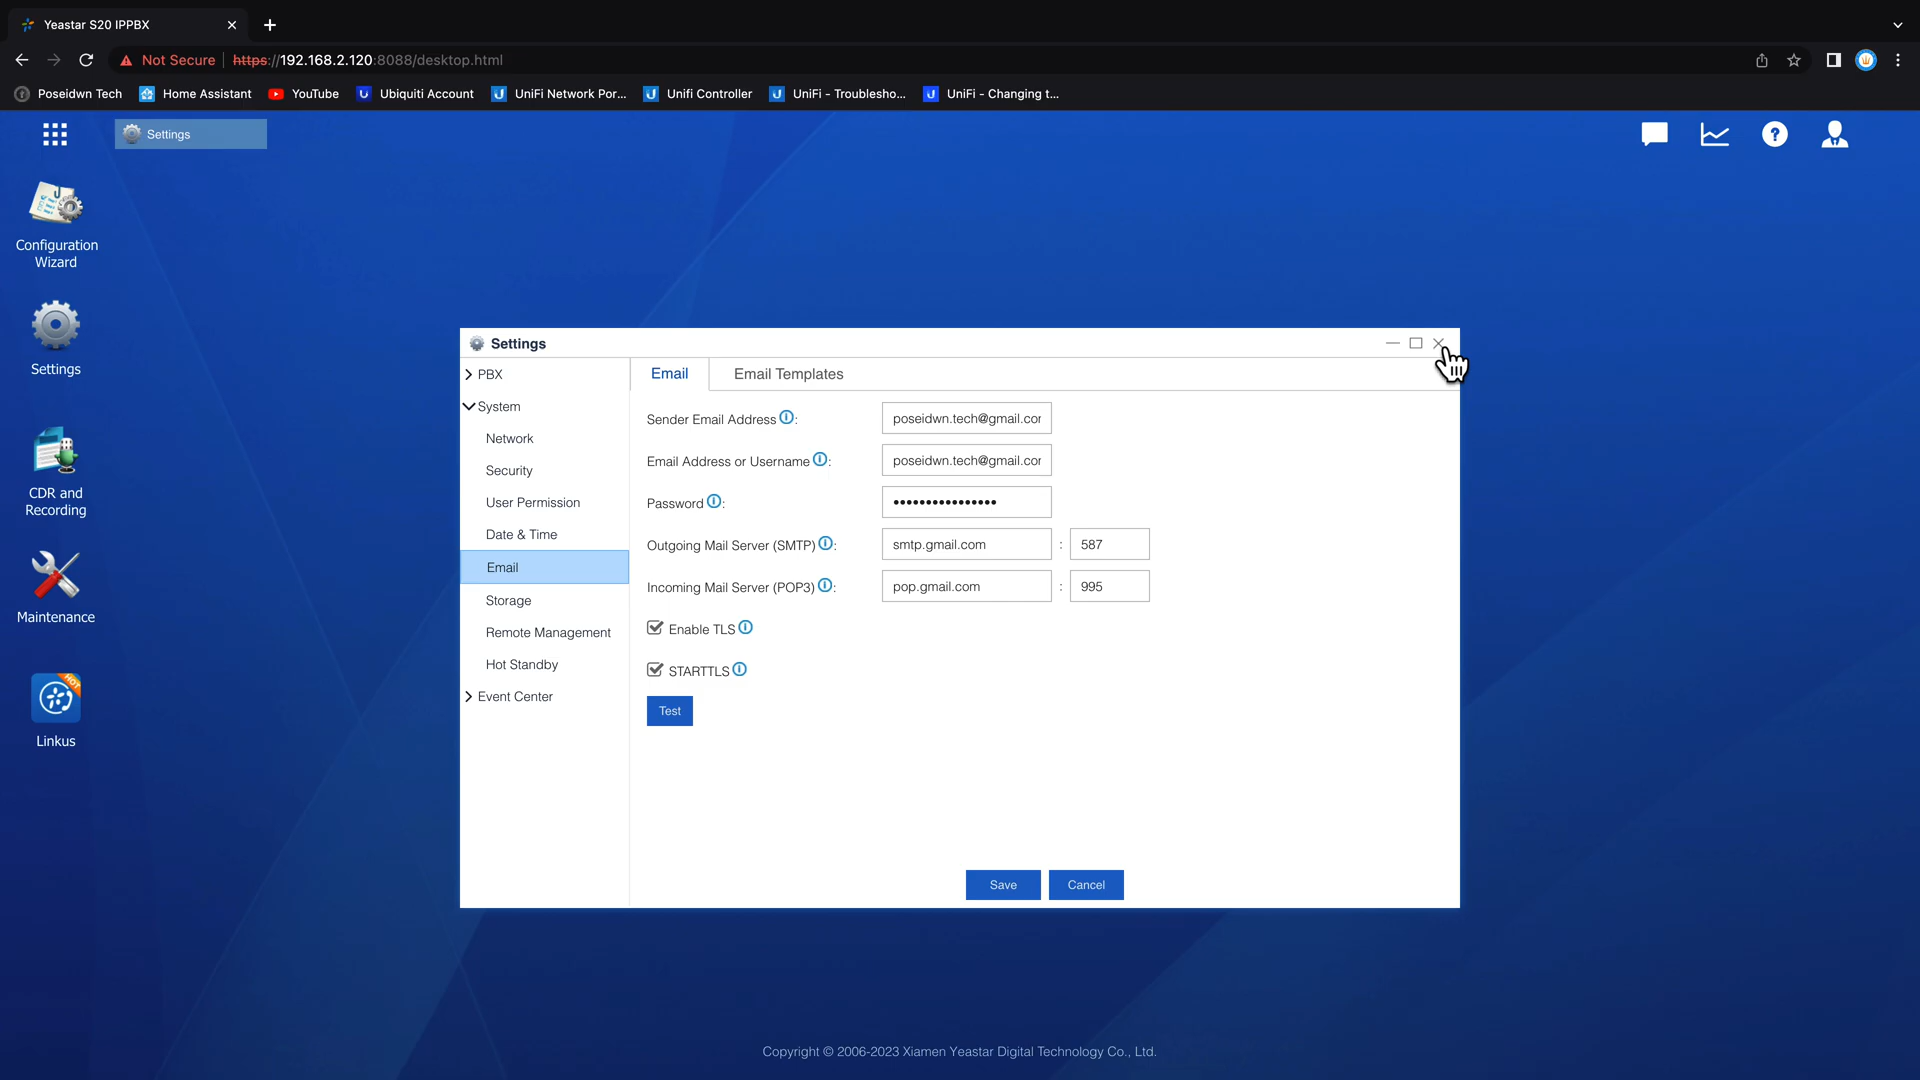 Yeastar S20 IPPBX
Not Secure | https://192.168.2.120:8088/desktop.html
Poseidwn Tech Home Assistant YouTube Ubiquiti Account UniFi Network Por... Unifi Controller UniFi - Troublesho... UniFi - Changing t...
Settings
Configuration
Wizard
Settings
CDR and
Recording
Maintenance
HOT
Linkus
Settings
PBX
System
Network
Security
User Permission
Date & Time
Email
Storage
Remote Management
Hot Standby
Event Center
Email Email Templates
Sender Email Address : poseidwn.tech@gmail.cor
Email Address or Username : poseidwn.tech@gmail.cor
Password : ••••••••••••••••
Outgoing Mail Server (SMTP) : smtp.gmail.com : 587
Incoming Mail Server (POP3) : pop.gmail.com : 995
Enable TLS
STARTTLS
Test
Save Cancel
Copyright © 2006-2023 Xiamen Yeastar Digital Technology Co., Ltd.